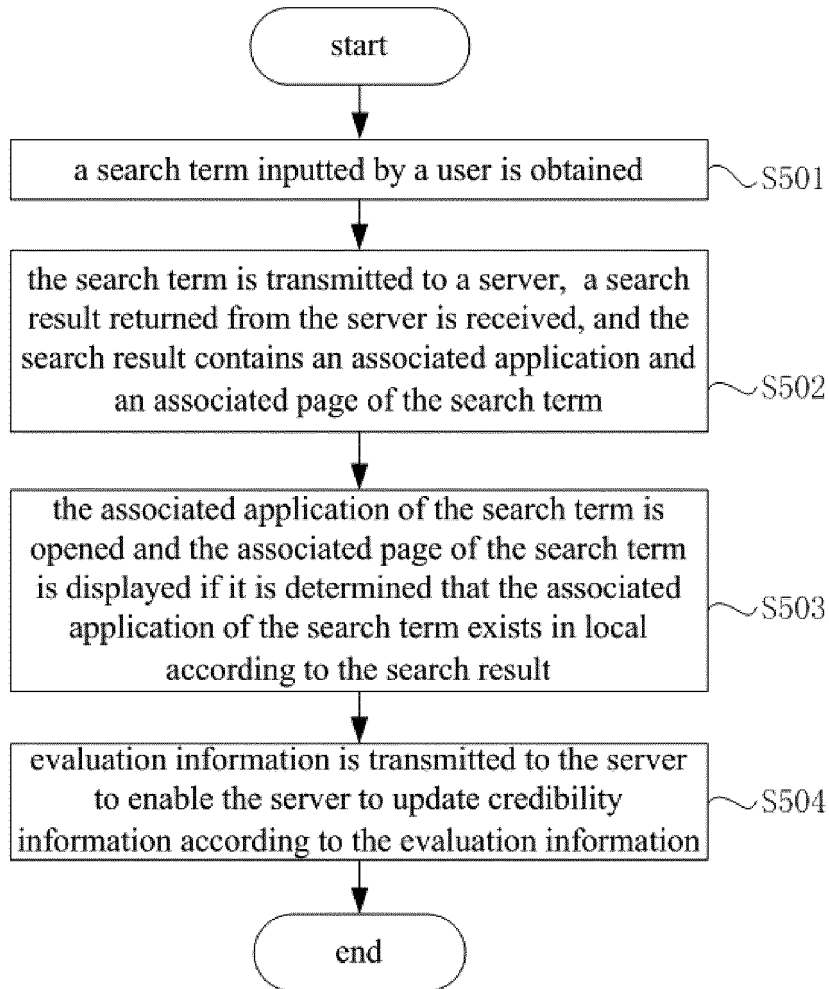 start
a search term inputted by a user is obtained
S501
the search term is transmitted to a server, a search
result returned from the server is received, and the
search result contains an associated application and
an associated page of the search term
S502
the associated application of the search term is
opened and the associated page of the search term
is displayed if it is determined that the associated
application of the search term exists in local
according to the search result
S503
evaluation information is transmitted to the server
to enable the server to update credibility
information according to the evaluation information
S504
end